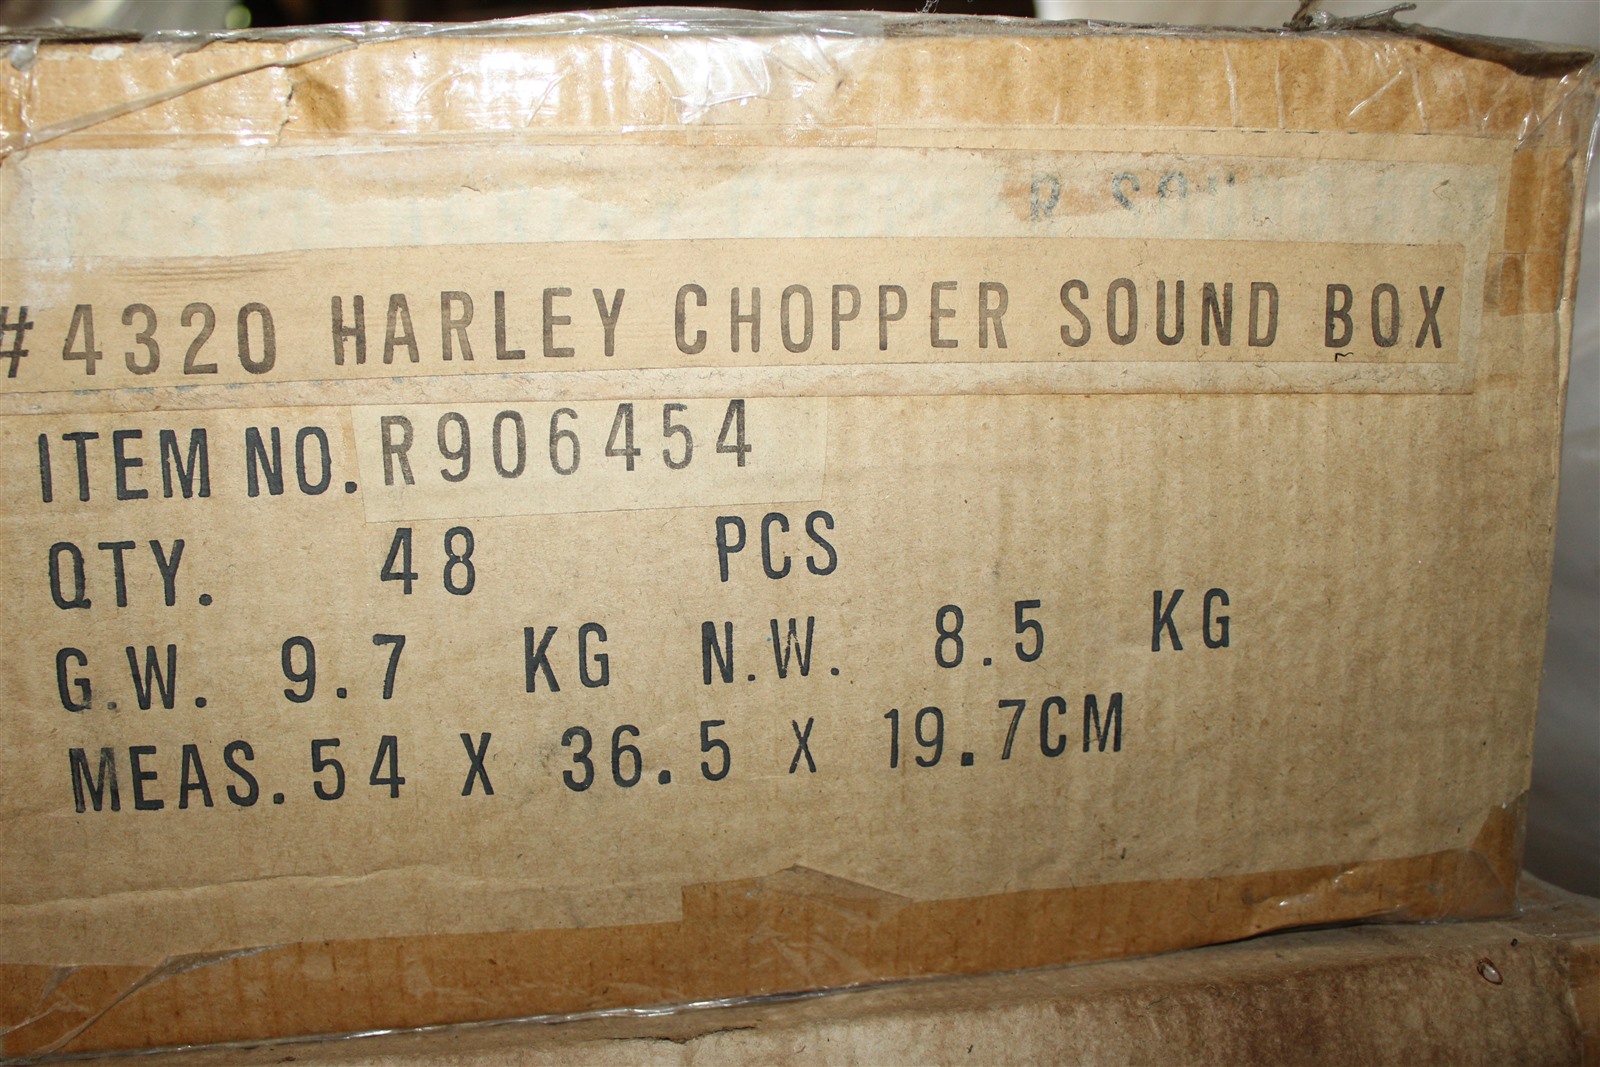 R SOUND
#4320 HARLEY CHOPPER SOUND BOX
ITEM NO. R906454
QTY. 48 PCS
G.W. 9.7 KG N.W. 8.5 KG
MEAS. 54 X 36.5 X 19.7CM